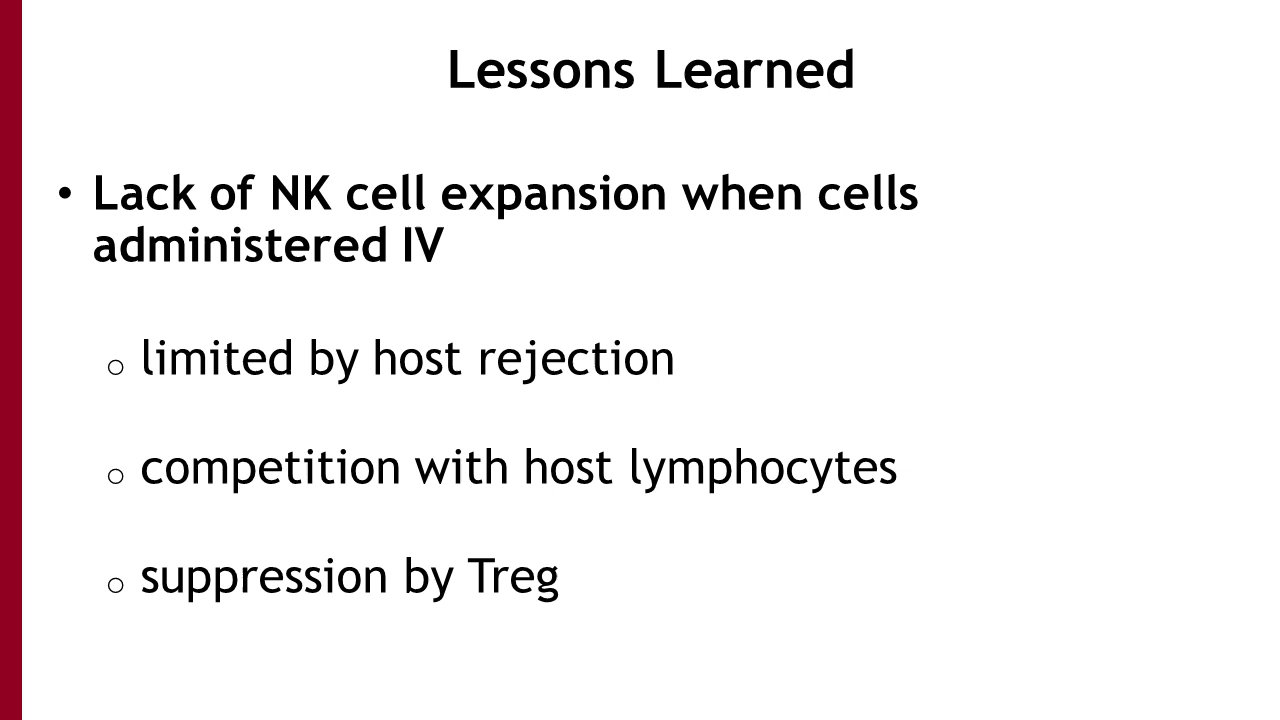 Lessons Learned
• Lack of NK cell expansion when cells
administered IV
o limited by host rejection
o competition with host lymphocytes
o suppression by Treg